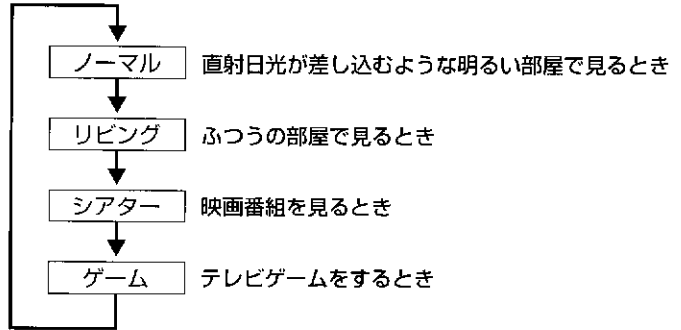 ノーマル 直射日光が差し込むような明るい部屋で見るとき
リビング ふつうの部屋で見るとき
シアター 映画番組を見るとき
ゲーム テレビゲームをするとき